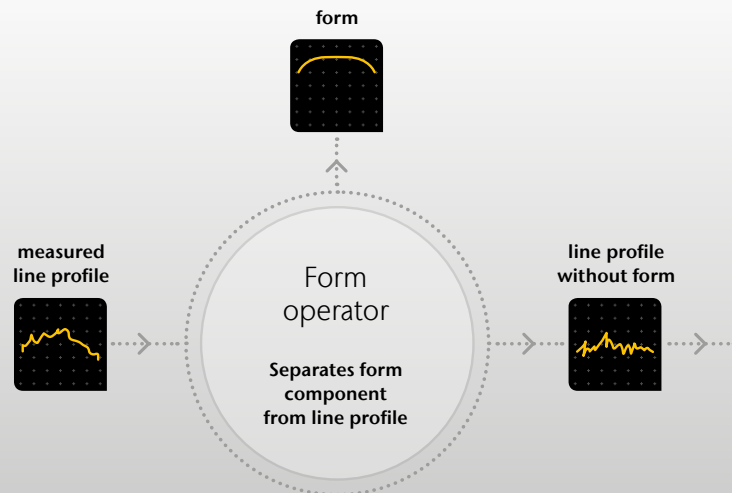 form
measured
line profile
Form
operator
Separates form
component
from line profile
line profile
without form